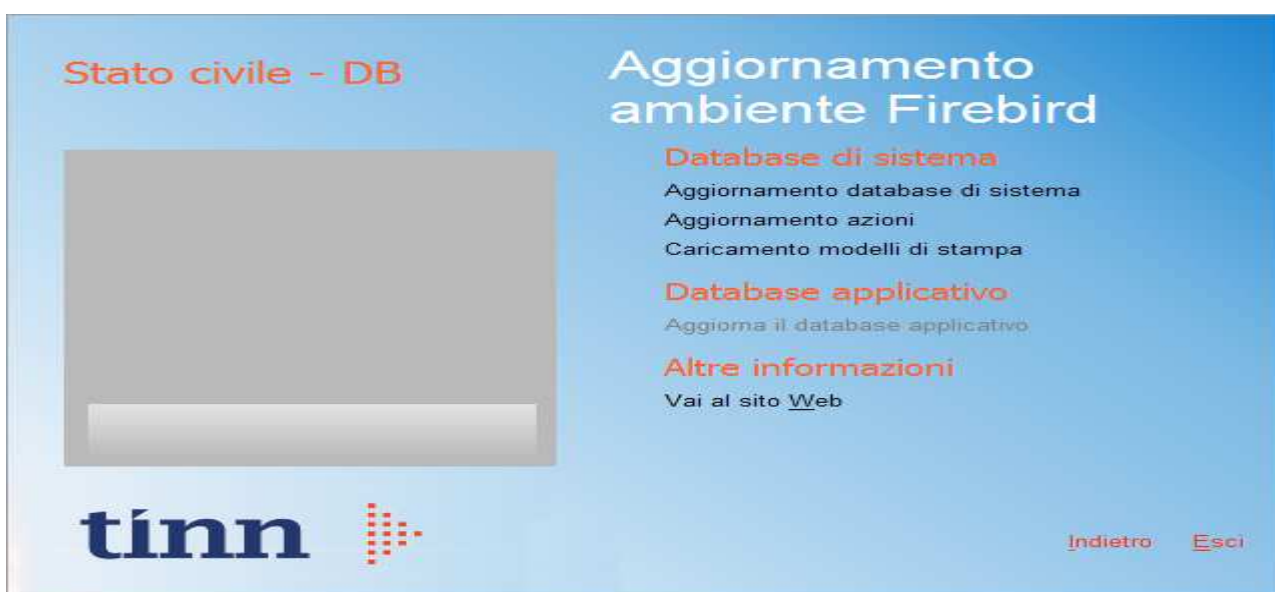 Stato civile - DB
Aggiornamento
ambiente Firebird
Database di sistema
Aggiornamento database di sistema
Aggiornamento azioni
Caricamento modelli di stampa
Database applicativo
Aggiorna il database applicativo
Altre informazioni
Vai al sito Web
tinn
Indietro Esci